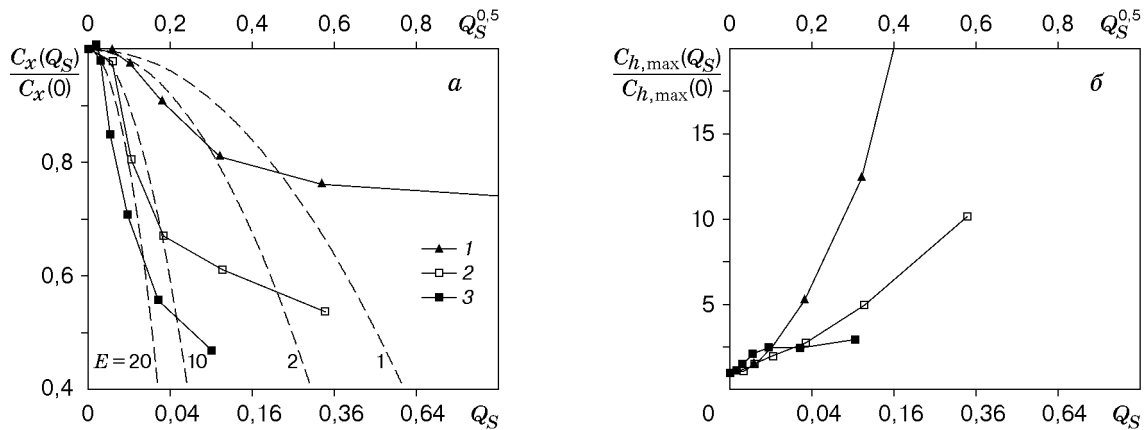 0 0,2 0,4 0,6 0,8 Q_S^{0,5}
C_x(Q_S)
C_x(0)
а
0,8
0,6
0,4
1
2
3
E=20 10 2 1
0 0,04 0,16 0,36 0,64 Q_S
0 0,2 0,4 0,6 0,8 Q_S^{0,5}
C_{h,max}(Q_S)
C_{h,max}(0)
б
15
10
5
0 0,04 0,16 0,36 0,64 Q_S